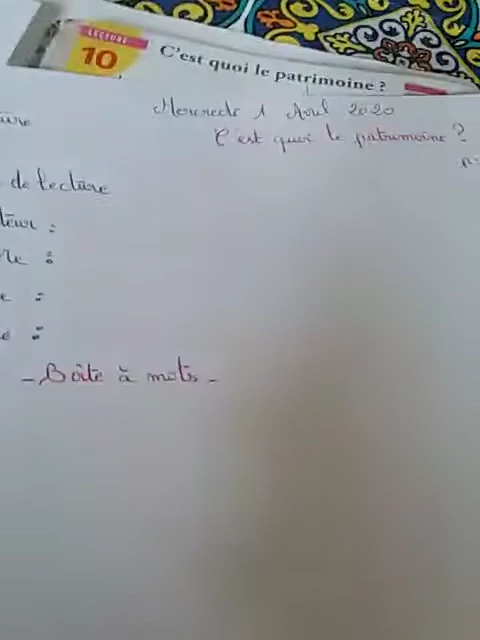 LECTURE
10
C'est quoi le patrimoine ?
Mercredi 1 Avril 2020
C'est quoi le patrimoine ?
de lecture
- Boîte à mots -